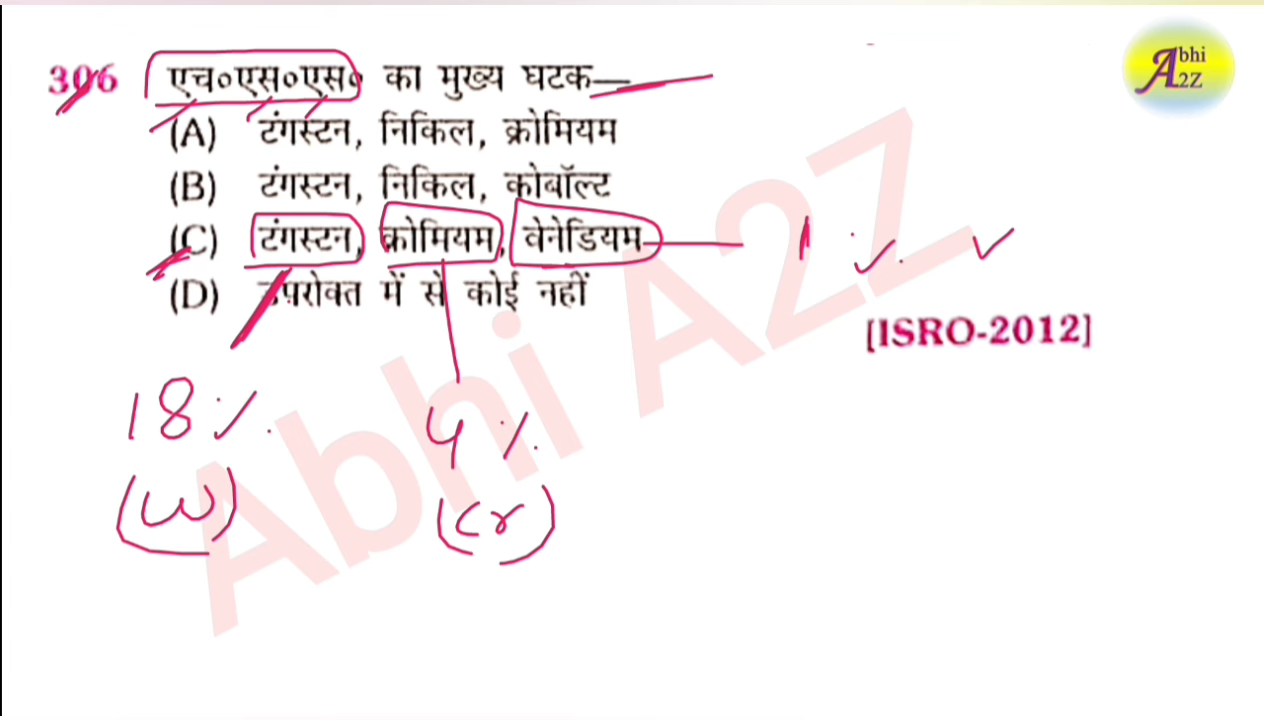 Abhi A2Z
306 एच०एस०एस० का मुख्य घटक—
(A) टंगस्टन, निकिल, क्रोमियम
(B) टंगस्टन, निकिल, कोबॉल्ट
(C) टंगस्टन, क्रोमियम, वेनेडियम 1 %.
(D) उपरोक्त में से कोई नहीं
[ISRO-2012]
18 %. 4 %.
(W) (Cr)
Abhi A2Z